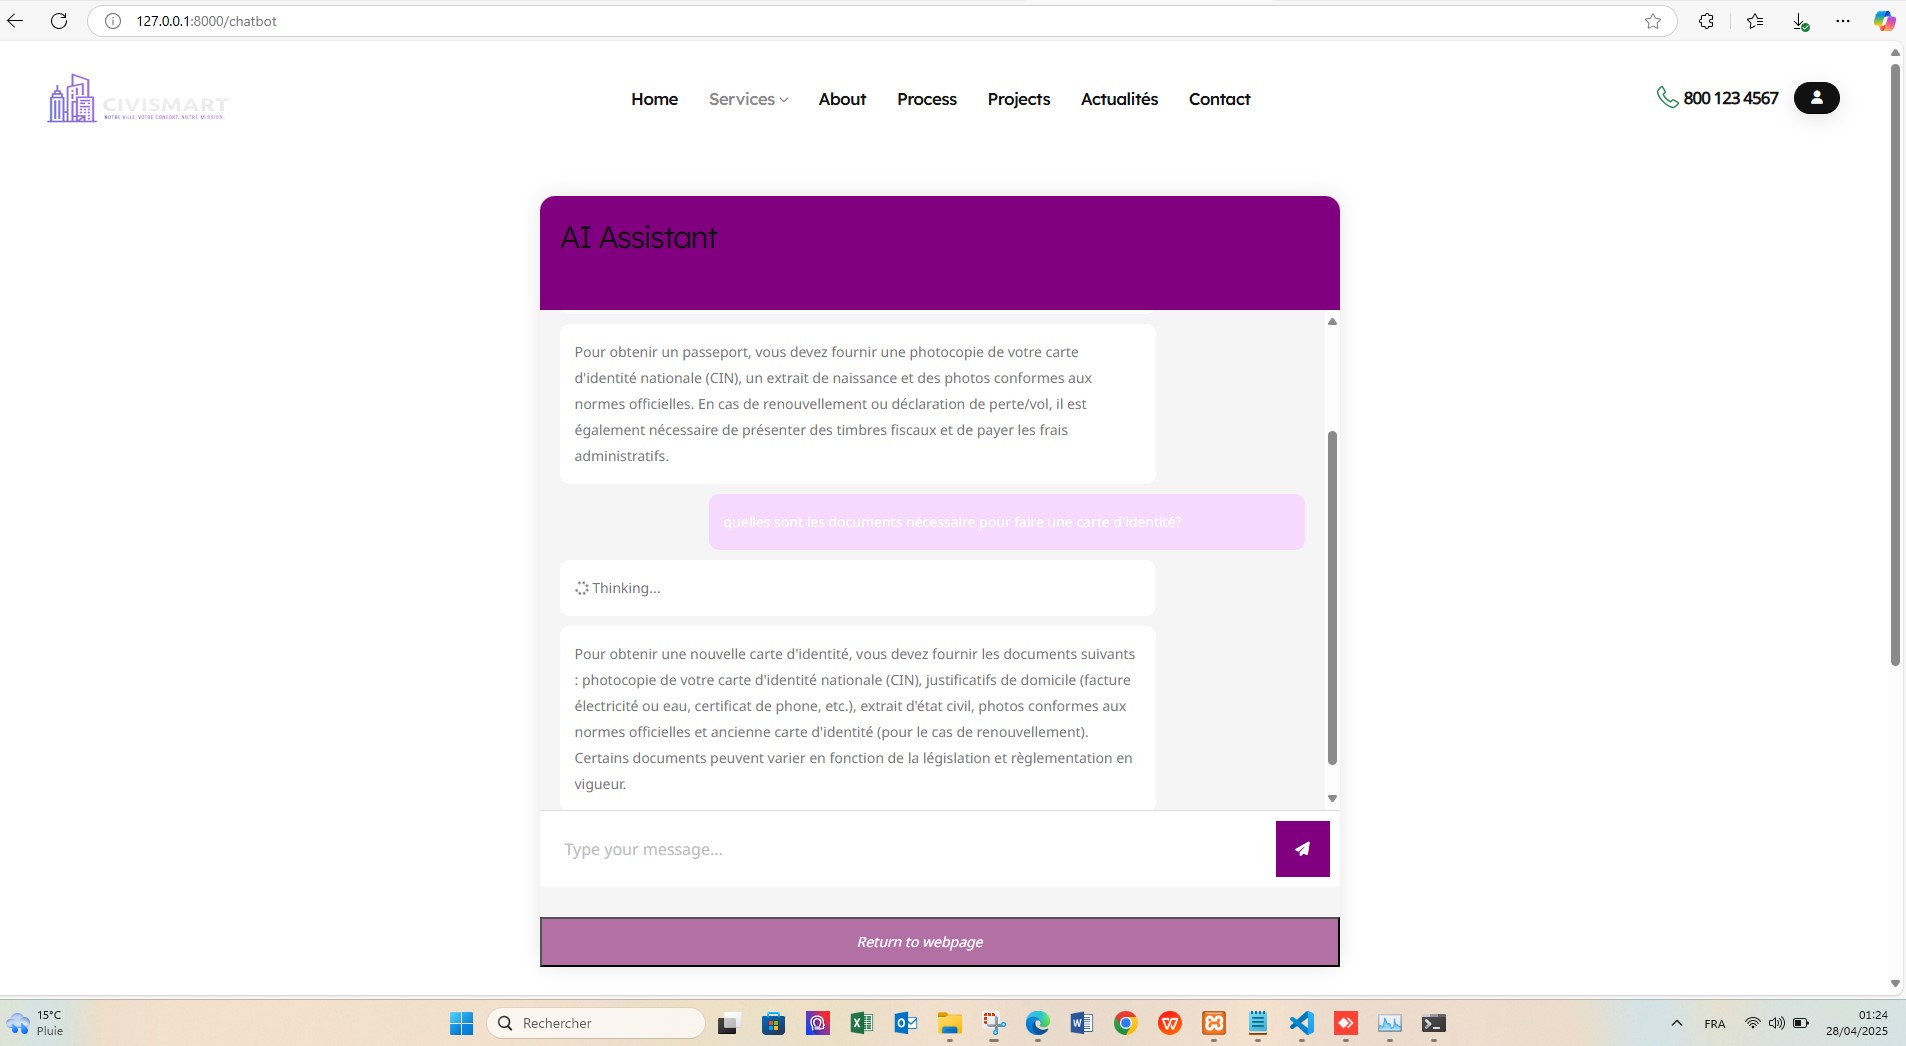 127.0.0.1:8000/chatbot
CIVISMART
NOTRE VILLE, VOTRE CONFORT, NOTRE MISSION.
Home Services About Process Projects Actualités Contact
800 123 4567
AI Assistant
Pour obtenir un passeport, vous devez fournir une photocopie de votre carte
d'identité nationale (CIN), un extrait de naissance et des photos conformes aux
normes officielles. En cas de renouvellement ou déclaration de perte/vol, il est
également nécessaire de présenter des timbres fiscaux et de payer les frais
administratifs.
quelles sont les documents nécessaire pour faire une carte d'identité?
Thinking...
Pour obtenir une nouvelle carte d'identité, vous devez fournir les documents suivants
: photocopie de votre carte d'identité nationale (CIN), justificatifs de domicile (facture
électricité ou eau, certificat de phone, etc.), extrait d'état civil, photos conformes aux
normes officielles et ancienne carte d'identité (pour le cas de renouvellement).
Certains documents peuvent varier en fonction de la législation et règlementation en
vigueur.
Type your message...
Return to webpage
15°C
Pluie
Rechercher
FRA
01:24
28/04/2025